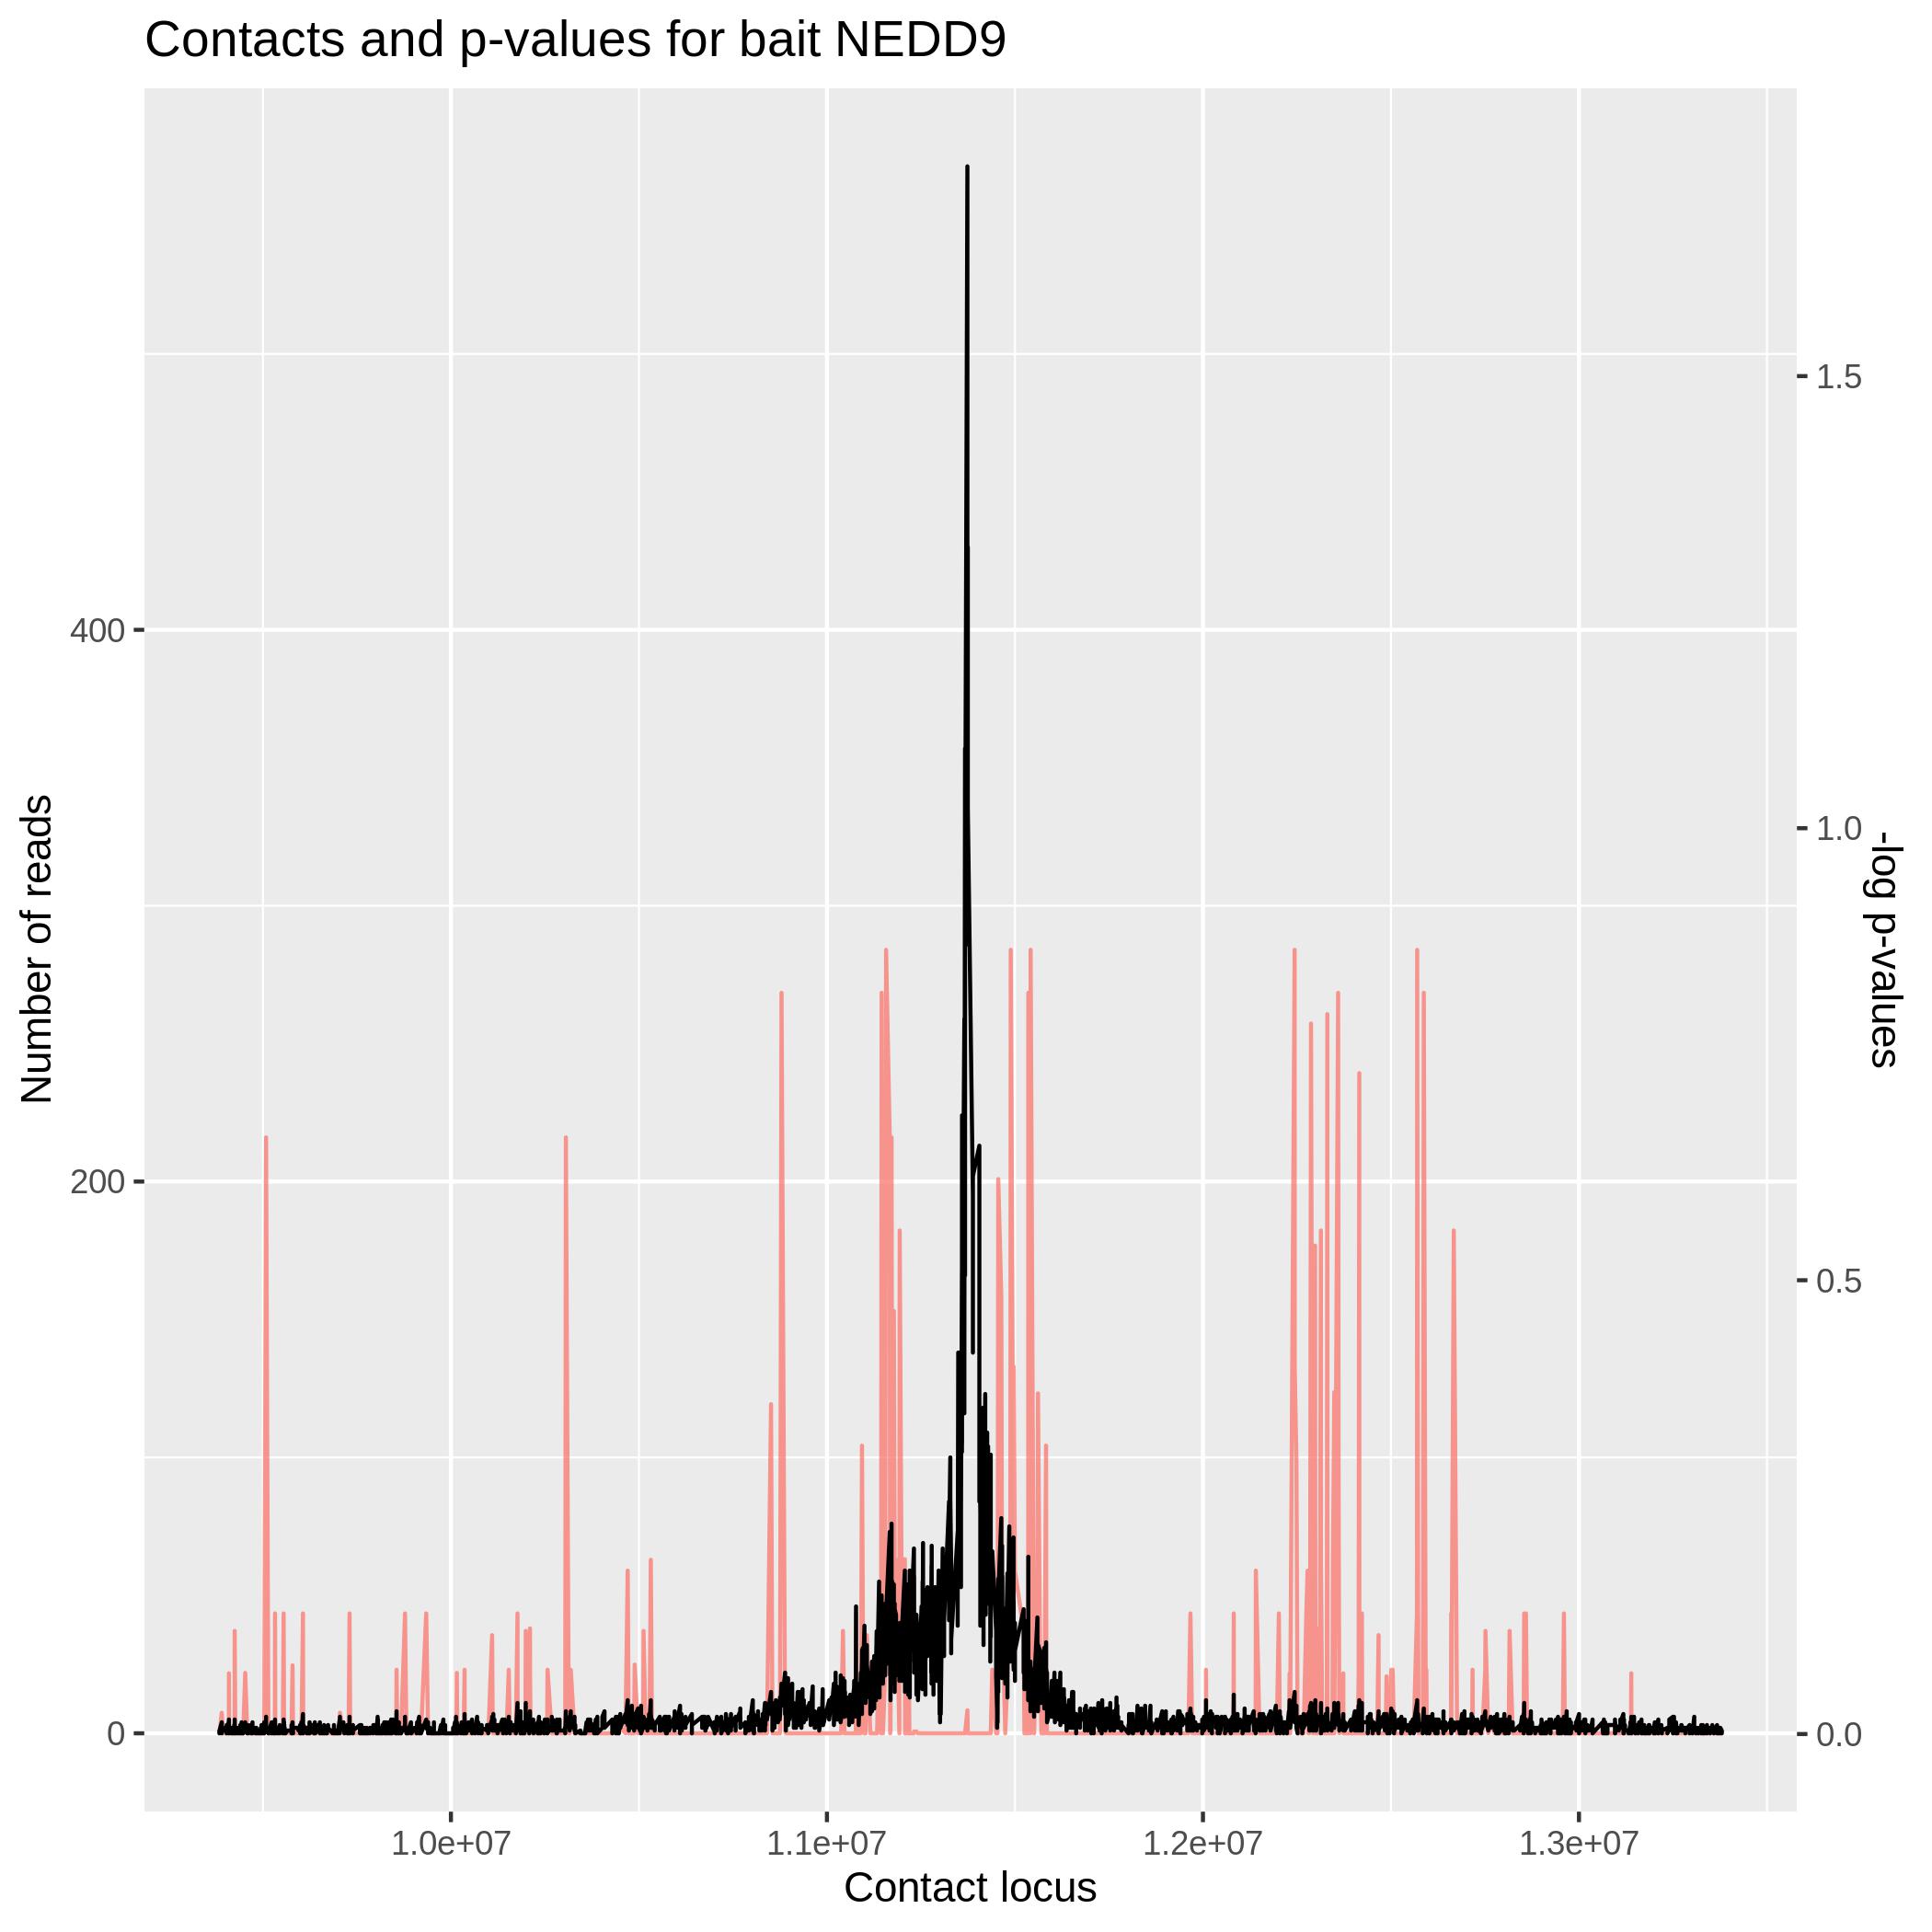 Contacts and p-values for bait NEDD9
Number of reads
400
200
0
1.5
1.0
0.5
0.0
-log p-values
1.0e+07
1.1e+07
1.2e+07
1.3e+07
Contact locus